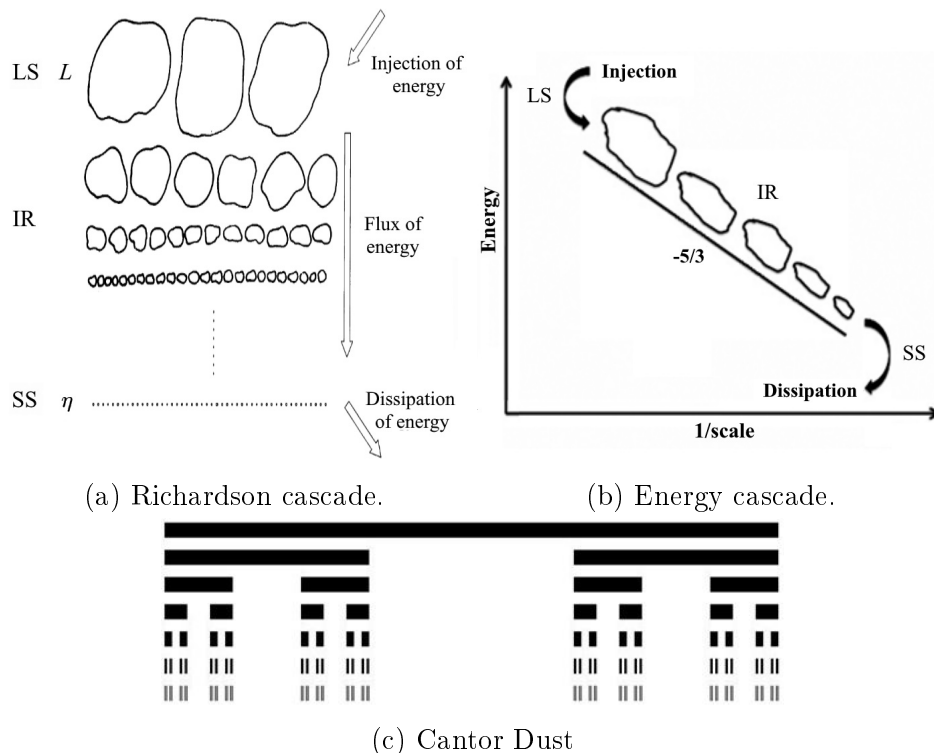 LS L
Injection of
energy
IR
Flux of
energy
SS η
Dissipation
of energy
(a) Richardson cascade.
Injection
LS
IR
Energy
-5/3
SS
Dissipation
1/scale
(b) Energy cascade.
(c) Cantor Dust